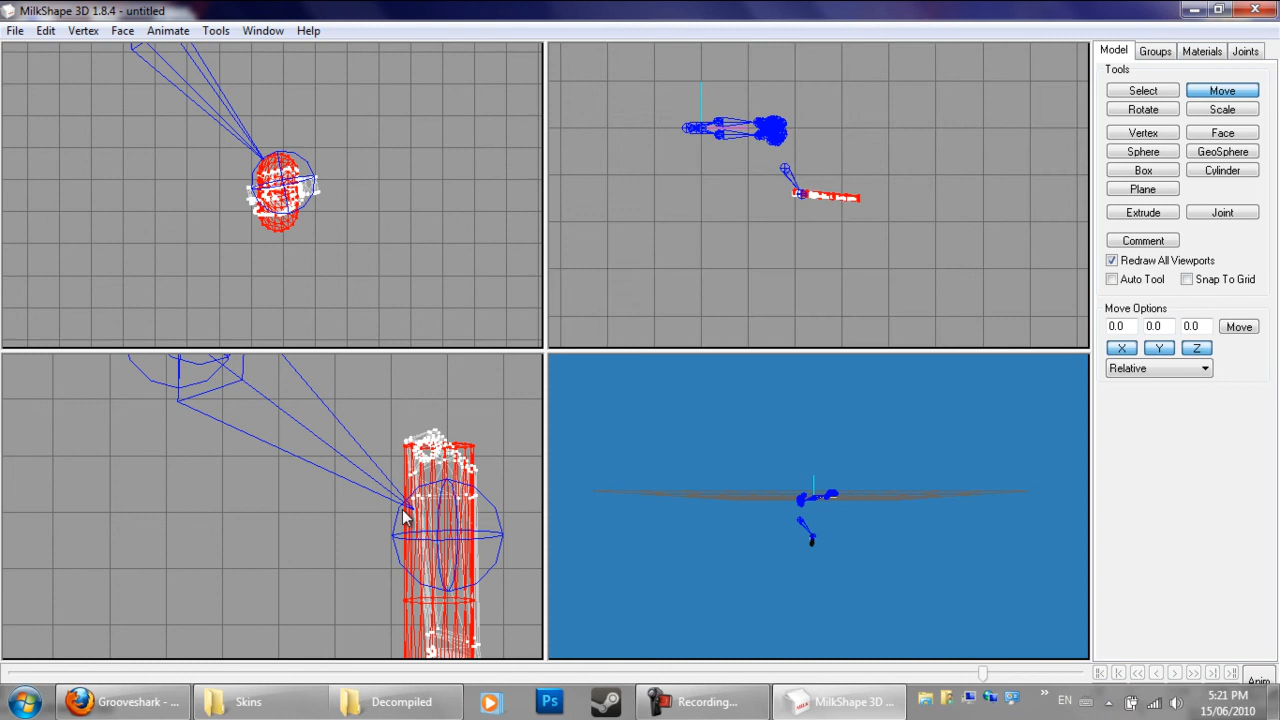 MilkShape 3D 1.8.4 - untitled
File Edit Vertex Face Animate Tools Window Help
Model Groups Materials Joints
Tools
Select Move
Rotate Scale
Vertex Face
Sphere GeoSphere
Box Cylinder
Plane
Extrude Joint
Comment
Redraw All Viewports
Auto Tool Snap To Grid
Move Options
0.0 0.0 0.0 Move
X Y Z
Relative
Anim
Grooveshark - ... Skins Decompiled Ps Recording... MilkShape 3D ... EN 5:21 PM
15/06/2010